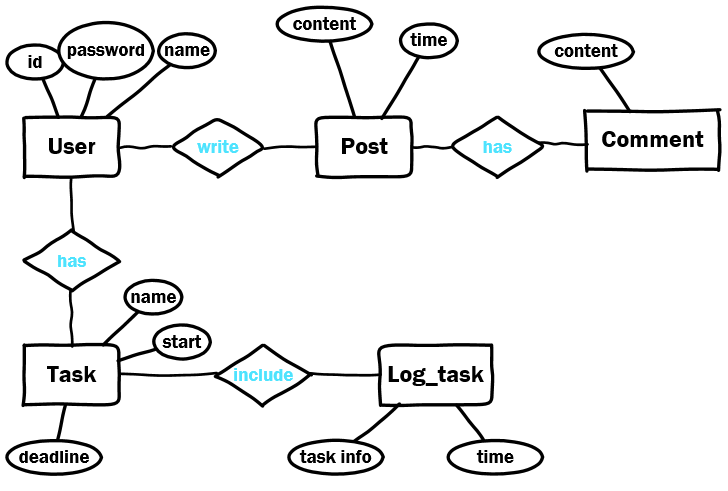 content
time
name
password
content
id
User
write
Post
has
Comment
has
name
start
Task
include
Log_task
deadline
task info
time